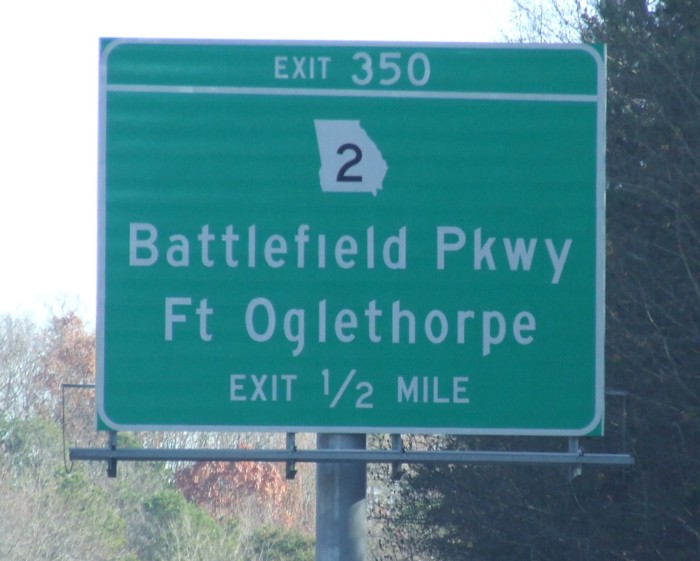 EXIT 350
2
Battlefield Pkwy
Ft Oglethorpe
EXIT 1/2 MILE